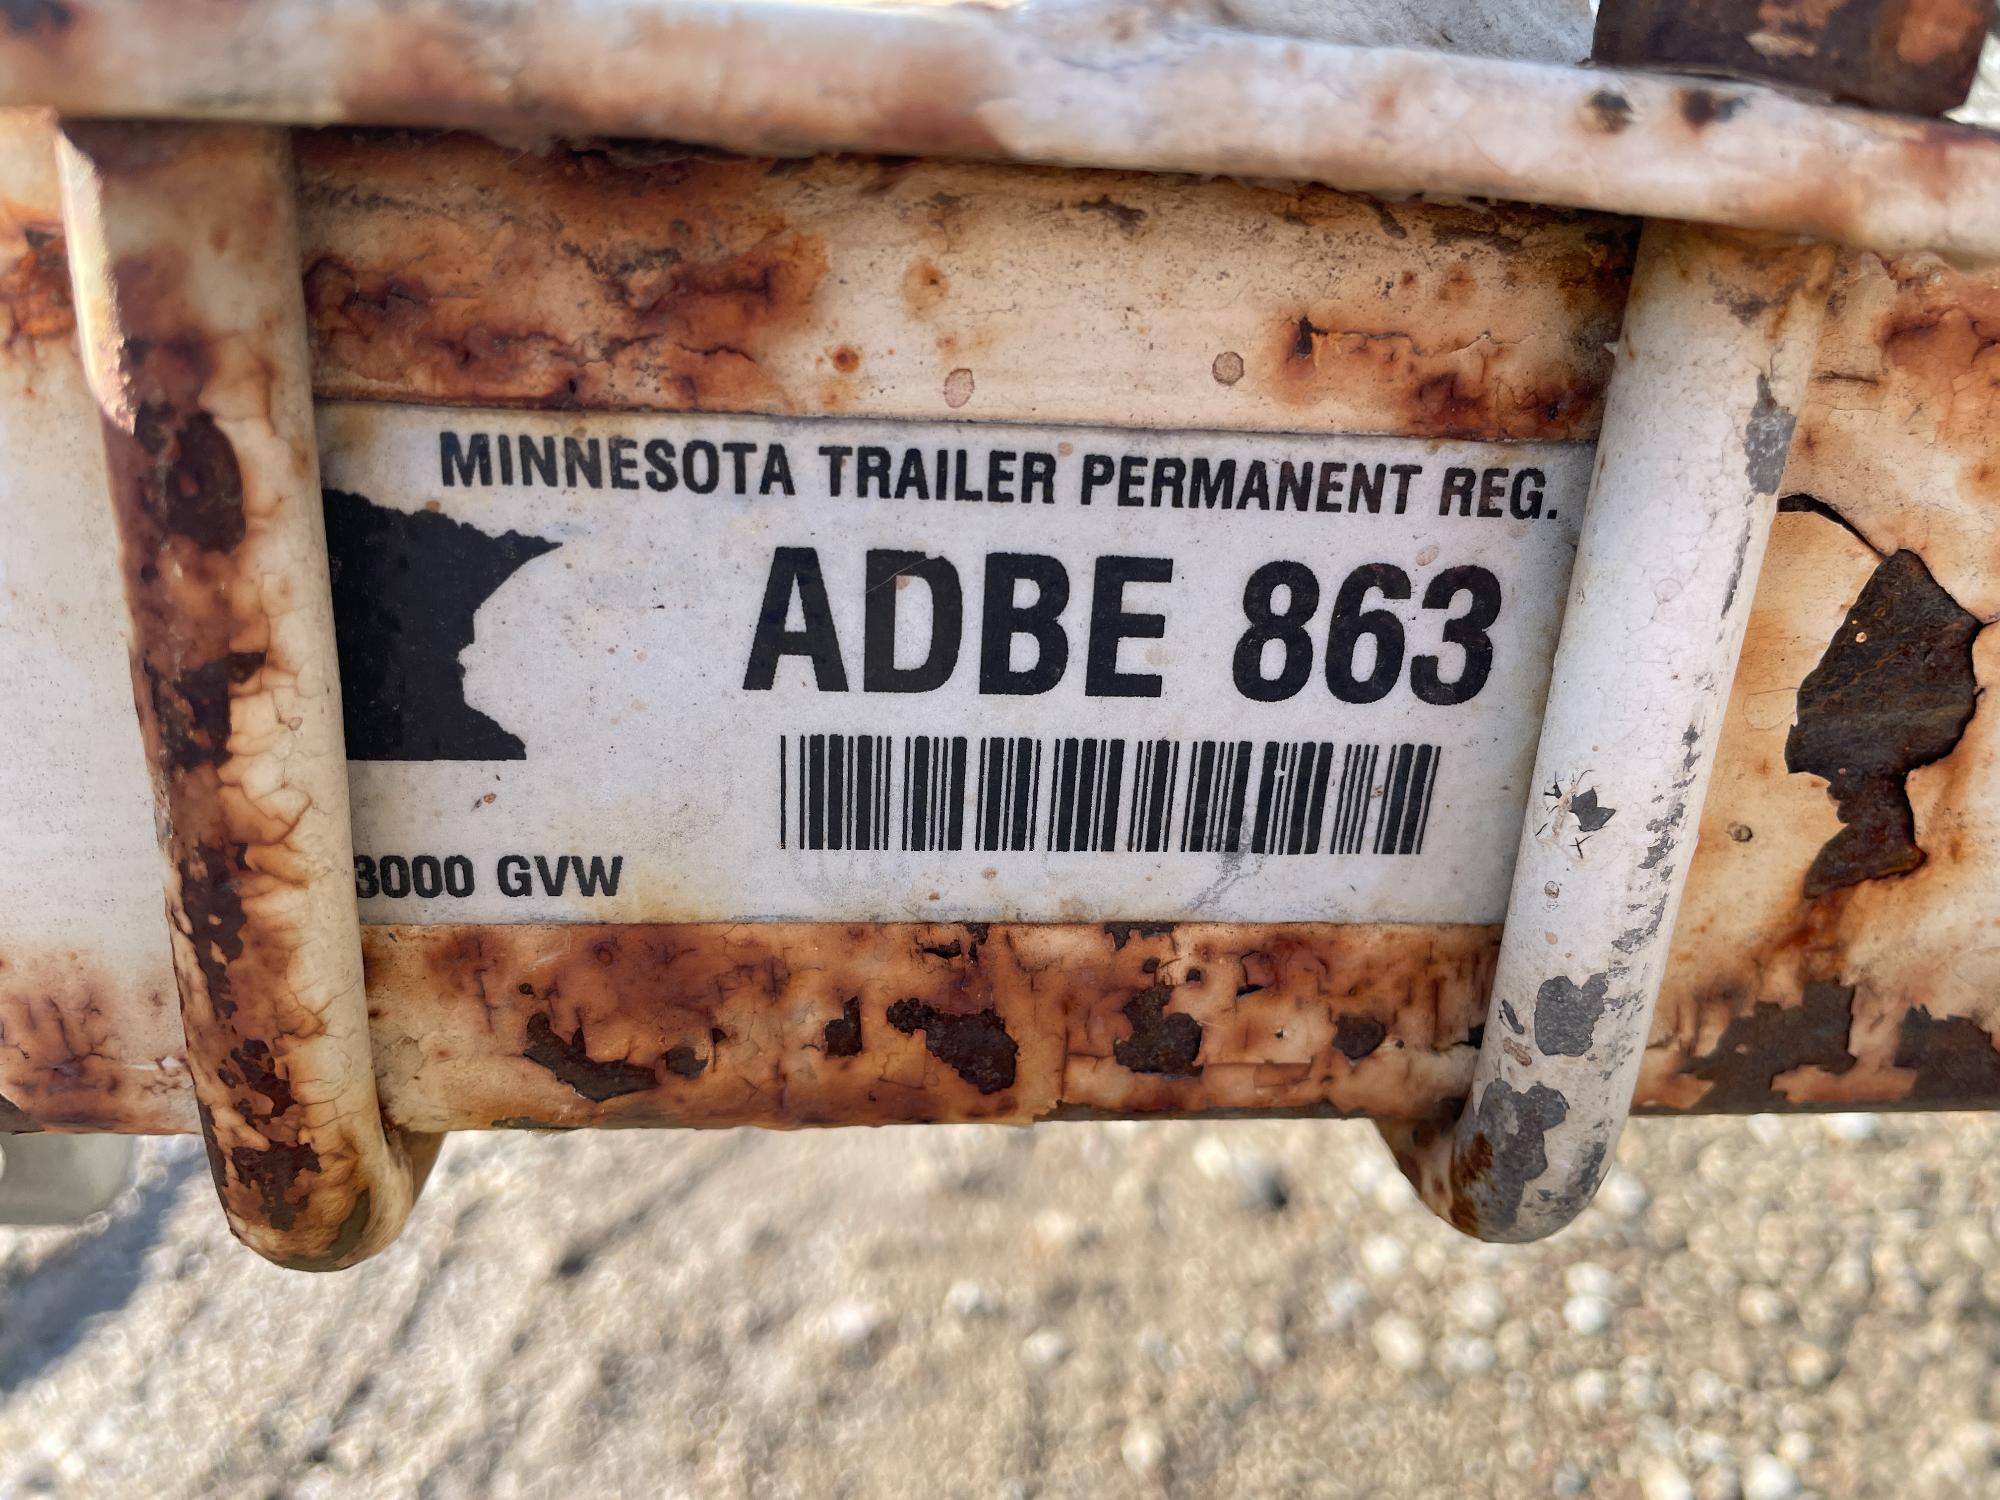 MINNESOTA TRAILER PERMANENT REG.
ADBE 863
3000 GVW